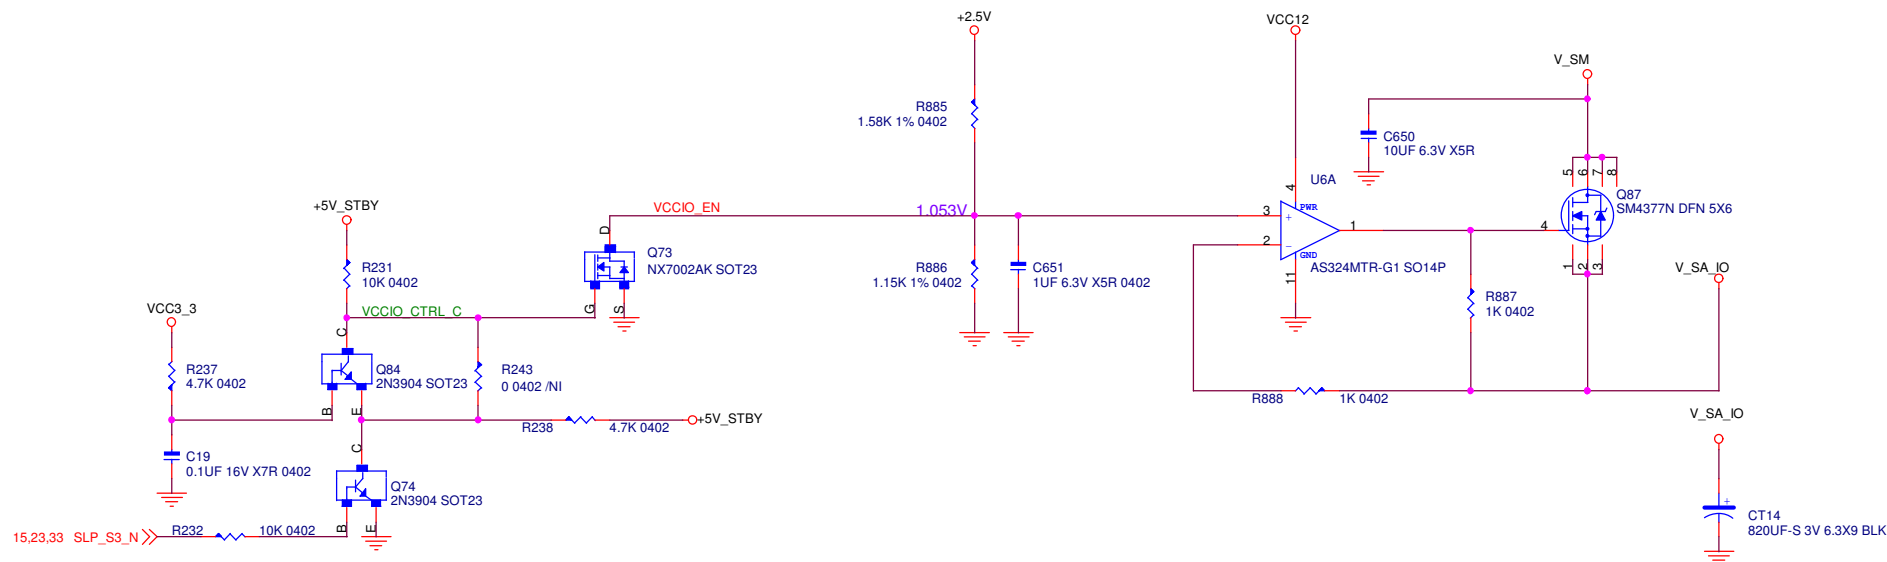 +2.5V
VCC12
V_SM
R885
1.58K 1% 0402
C650
10UF 6.3V X5R
5
6
7
8
U6A
4
PWR
Q87
SM4377N DFN 5X6
+5V_STBY
VCCIO_EN
1.053V
3
+
1
4
2
−
GND
11
AS324MTR-G1 SO14P
1
2
3
D
Q73
NX7002AK SOT23
G
S
R231
10K 0402
R886
1.15K 1% 0402
C651
1UF 6.3V X5R 0402
V_SA_IO
R887
1K 0402
VCC3_3
VCCIO_CTRL_C
C
R237
4.7K 0402
Q84
2N3904 SOT23
B
E
R243
0 0402 /NI
R888
1K 0402
R238
4.7K 0402
+5V_STBY
V_SA_IO
C
C19
0.1UF 16V X7R 0402
Q74
2N3904 SOT23
B
E
+
CT14
820UF-S 3V 6.3X9 BLK
15,23,33 SLP_S3_N
R232
10K 0402